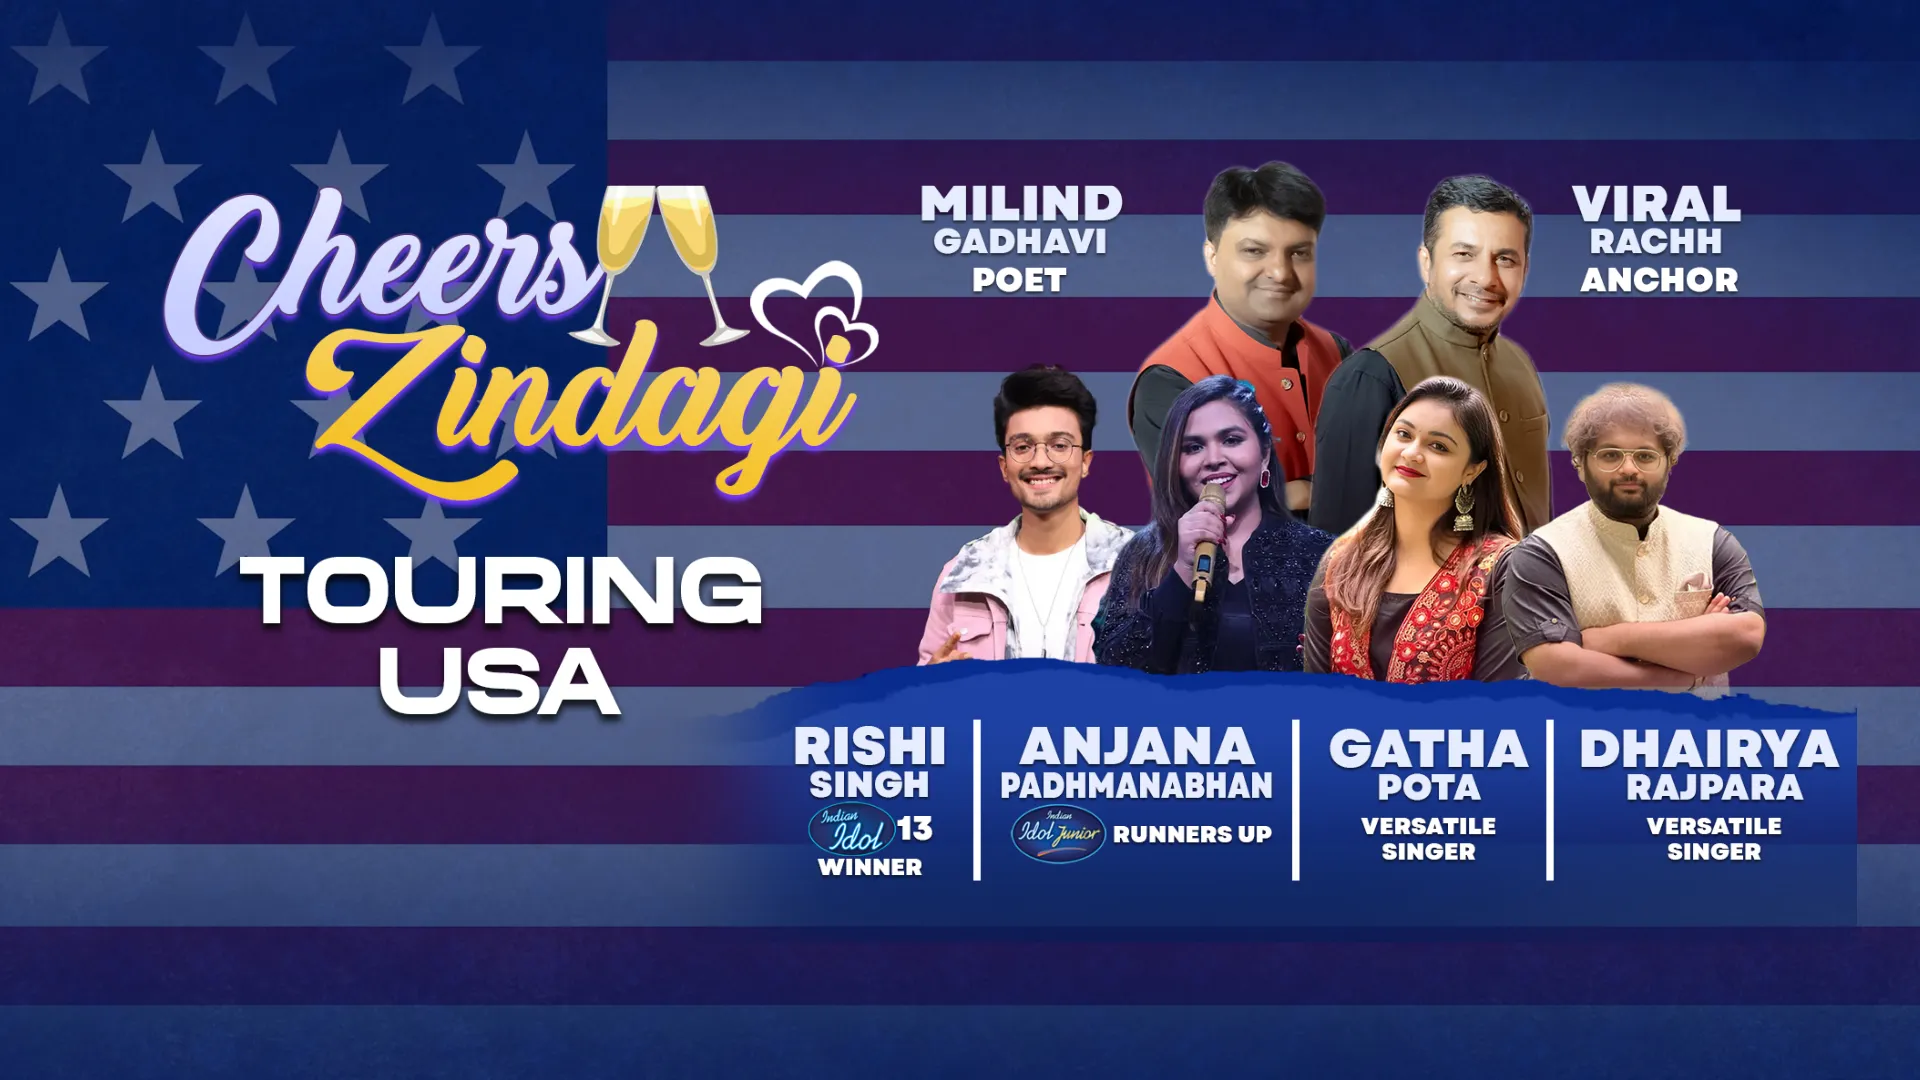 Cheers
Zindagi
TOURING
USA
MILIND
GADHAVI
POET
VIRAL
RACHH
ANCHOR
RISHI
SINGH
Indian
Idol 13
WINNER
ANJANA
PADHMANABHAN
Indian
Idol Junior RUNNERS UP
GATHA
POTA
VERSATILE
SINGER
DHAIRYA
RAJPARA
VERSATILE
SINGER